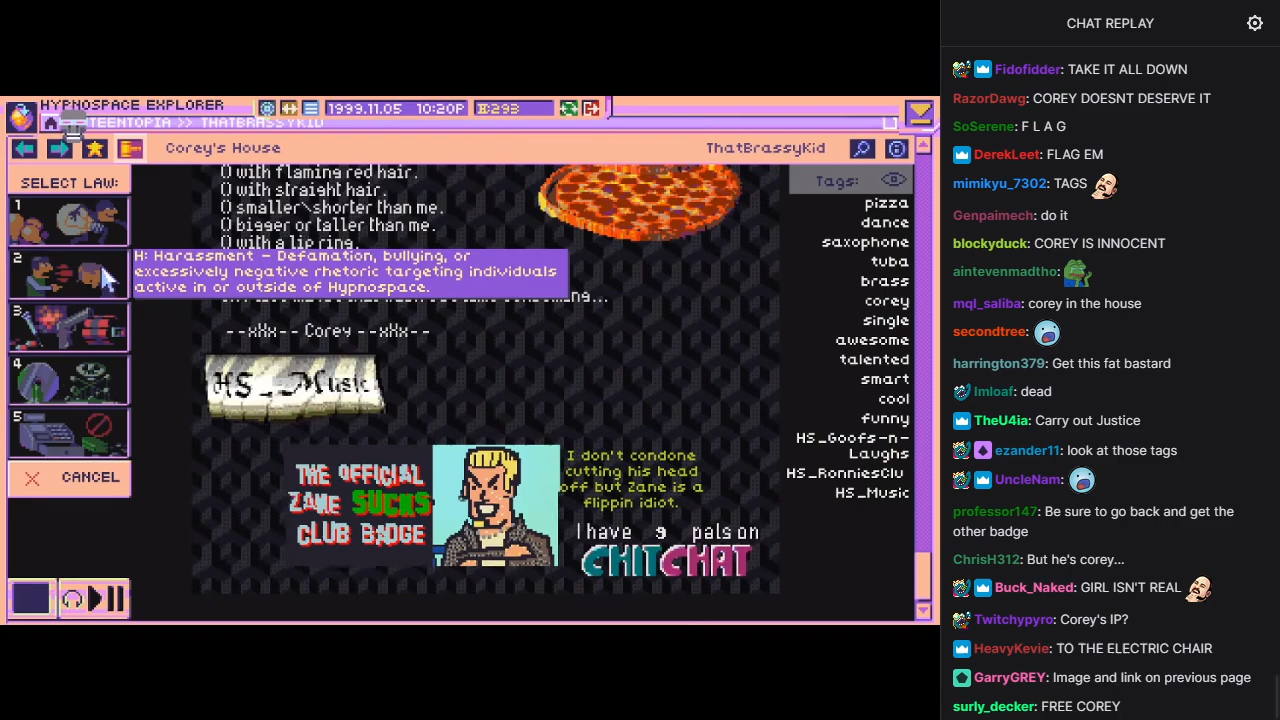 HYPNOSPACE EXPLORER
1999.11.05 10:20P
293
TEENTOPIA >> THATBRASSYKID
Corey's House
ThatBrassyKid
SELECT LAW:
1
2
3
4
5
CANCEL
() with flaming red hair.
() with straight hair.
() smaller\shorter than me.
() bigger or taller than me.
() with a lip ring.
H: Harassment - Defamation, bullying, or
excessively negative rhetoric targeting individuals
active in or outside of Hypnospace.
--xXx-- Corey --xXx--
HS_Music
THE OFFICIAL
ZANE SUCKS
CLUB BADGE
I don't condone
cutting his head
off but Zane is a
flippin idiot.
I have 9 pals on
CHITCHAT
Tags:
pizza
dance
saxophone
tuba
brass
corey
single
awesome
talented
smart
cool
funny
HS_Goofs-n-
Laughs
HS_RonniesClu
HS_Music
CHAT REPLAY
Fidofidder: TAKE IT ALL DOWN
RazorDawg: COREY DOESNT DESERVE IT
SoSerene: F L A G
DerekLeet: FLAG EM
mimikyu_7302: TAGS
Genpaimech: do it
blockyduck: COREY IS INNOCENT
aintevenmadtho:
mql_saliba: corey in the house
secondtree:
harrington379: Get this fat bastard
lmloaf: dead
TheU4ia: Carry out Justice
ezander11: look at those tags
UncleNam:
professor147: Be sure to go back and get the
other badge
ChrisH312: But he's corey...
Buck_Naked: GIRL ISN'T REAL
Twitchypyro: Corey's IP?
HeavyKevie: TO THE ELECTRIC CHAIR
GarryGREY: Image and link on previous page
surly_decker: FREE COREY